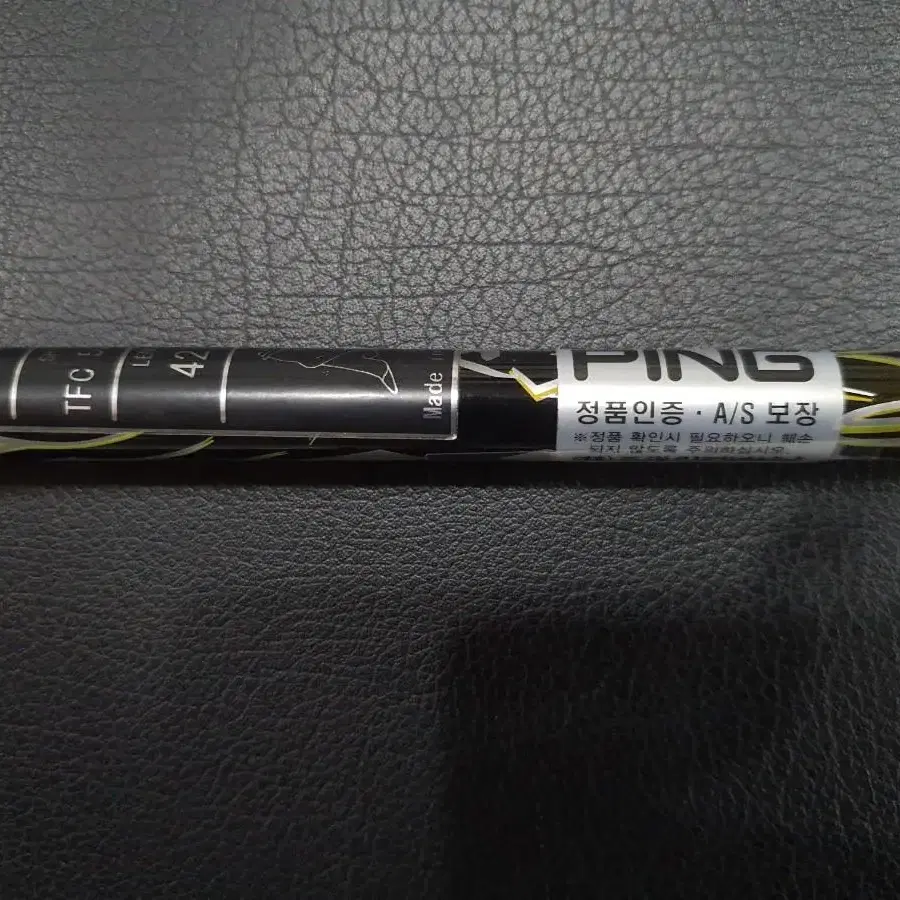 TFC
LE
42
Made
PING
정품인증 · A/S 보장
※정품 확인시 필요하오니 훼손
되지 않도록 주의하십시오.